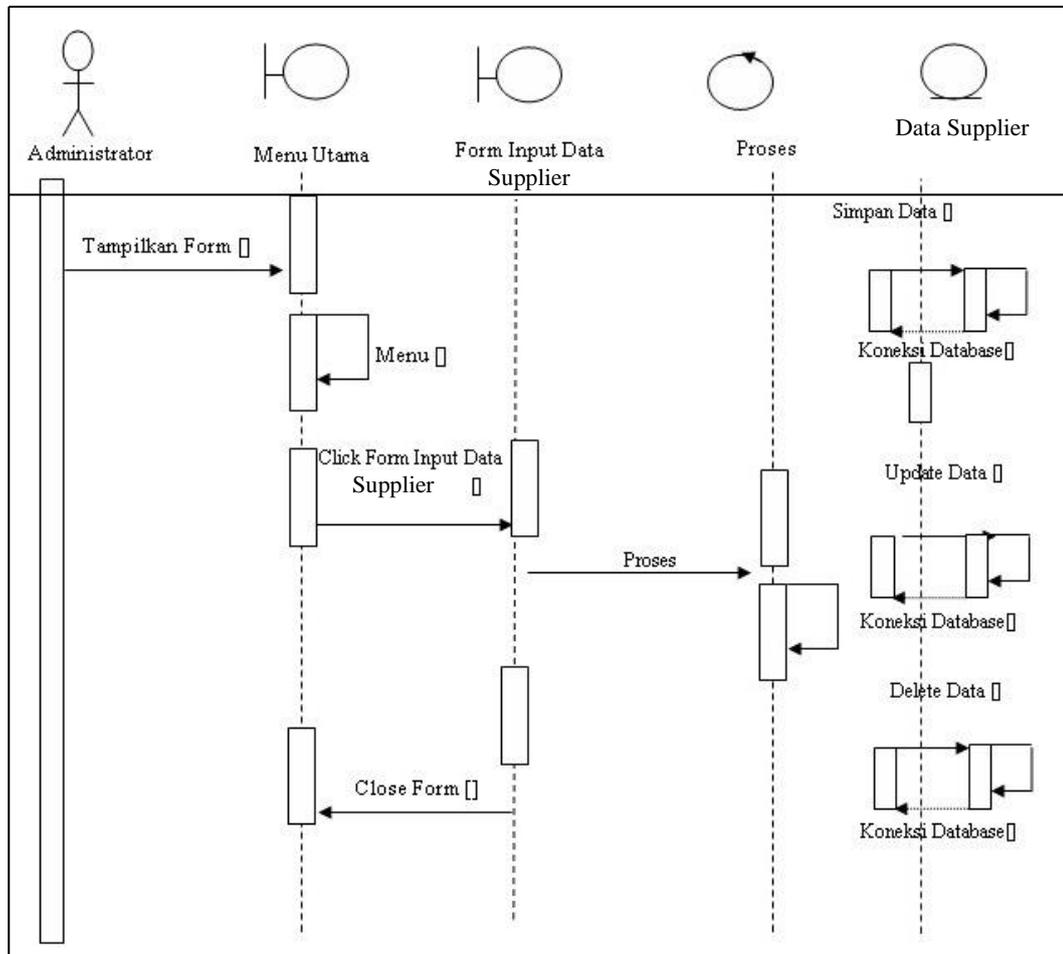 Administrator
Menu Utama
Form Input Data
Supplier
Proses
Data Supplier
Simpan Data []
Tampilkan Form []
Koneksi Database[]
Menu []
Click Form Input Data
Supplier []
Update Data []
Proses
Koneksi Database[]
Delete Data []
Close Form []
Koneksi Database[]